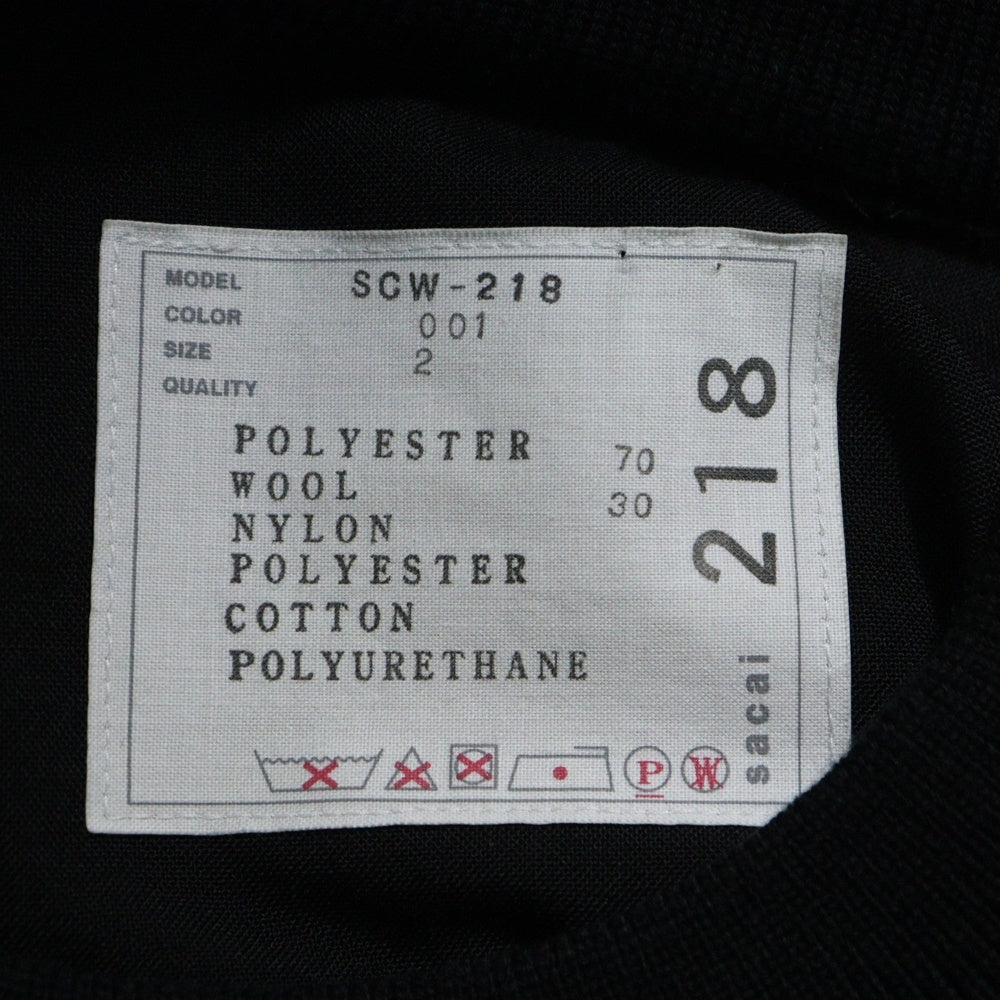 MODEL SCW-218
COLOR 001
SIZE 2
QUALITY
POLYESTER 70
WOOL 30
NYLON
POLYESTER
COTTON
POLYURETHANE
P W
218
sacai